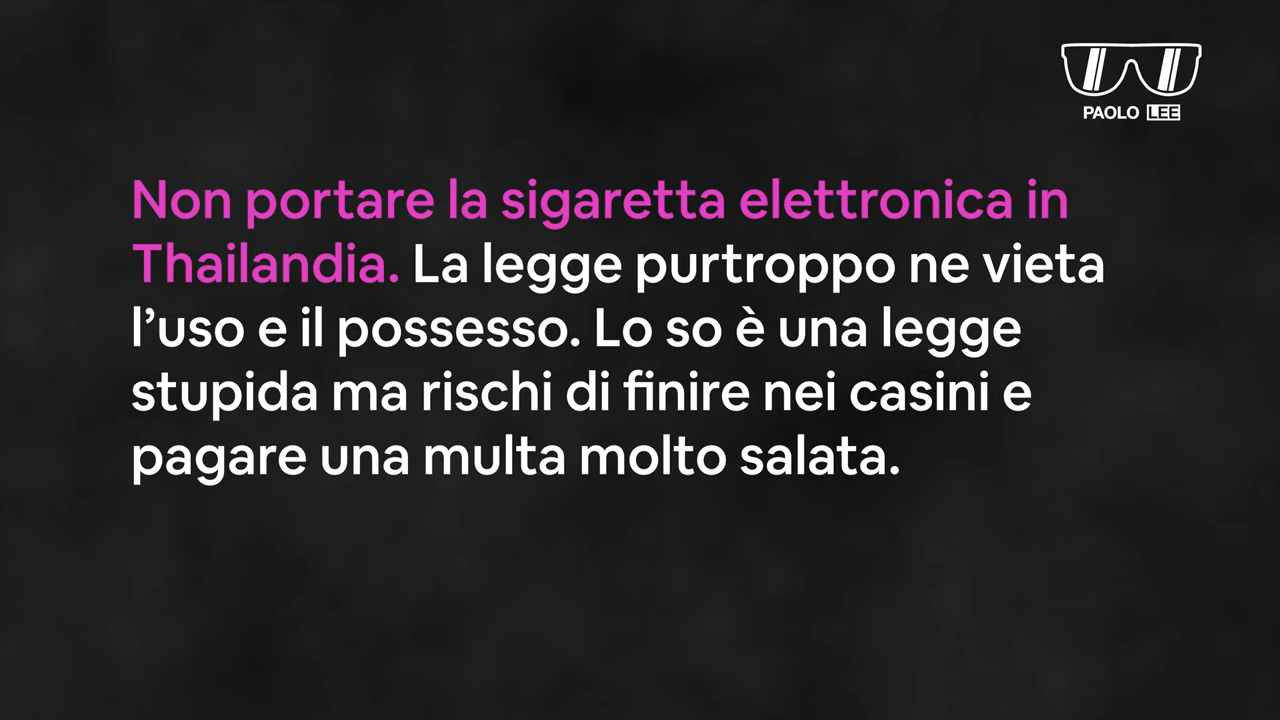 PAOLO LEE
Non portare la sigaretta elettronica in
Thailandia. La legge purtroppo ne vieta
l’uso e il possesso. Lo so è una legge
stupida ma rischi di finire nei casini e
pagare una multa molto salata.